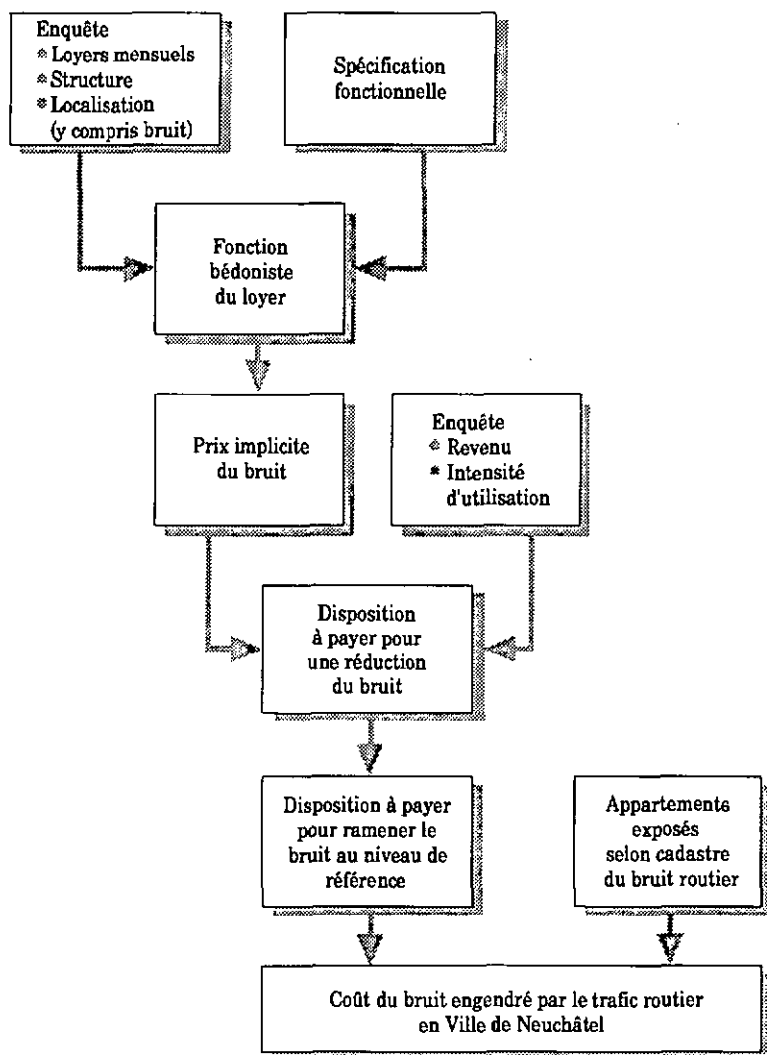 Enquête
Loyers mensuels
Structure
Localisation
(y compris bruit)
Spécification
fonctionnelle
Fonction
bédoniste
du loyer
Prix implicite
du bruit
Enquête
Revenu
Intensité
d'utilisation
Disposition
à payer pour
une réduction
du bruit
Disposition à payer
pour ramener le
bruit au niveau de
référence
Appartements
exposés
selon cadastre
du bruit routier
Coût du bruit engendré par le trafic routier
en Ville de Neuchâtel